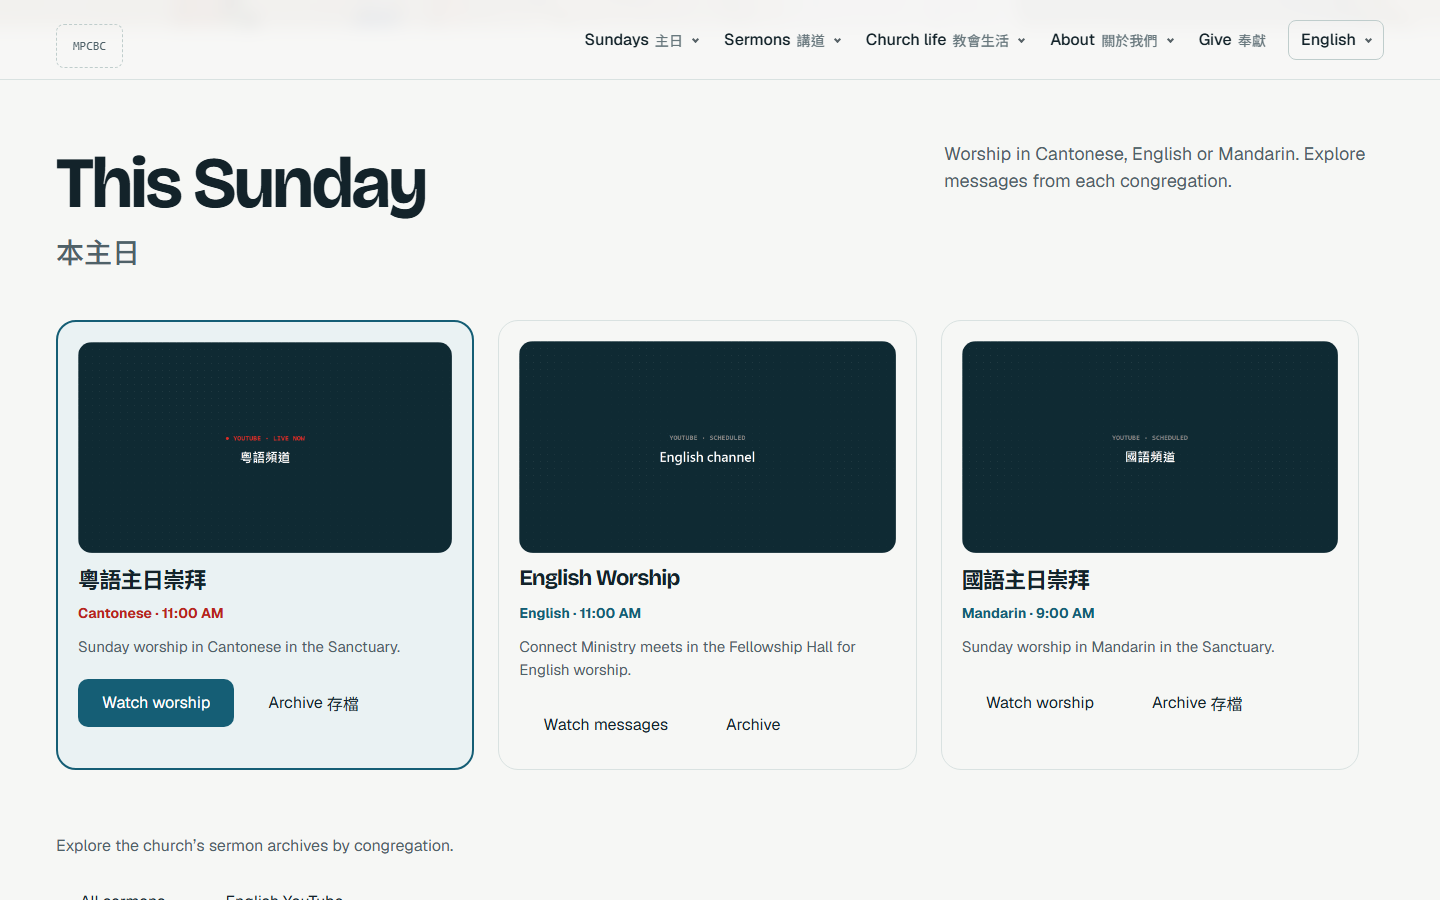 MPCBC
Sundays 主日
Sermons 講道
Church life 教會生活
About 關於我們
Give 奉獻
English
This Sunday
本主日
Worship in Cantonese, English or Mandarin. Explore
messages from each congregation.
• YOUTUBE · LIVE NOW
粵語頻道
粵語主日崇拜
Cantonese · 11:00 AM
Sunday worship in Cantonese in the Sanctuary.
Watch worship
Archive 存檔
YOUTUBE · SCHEDULED
English channel
English Worship
English · 11:00 AM
Connect Ministry meets in the Fellowship Hall for
English worship.
Watch messages
Archive
YOUTUBE · SCHEDULED
國語頻道
國語主日崇拜
Mandarin · 9:00 AM
Sunday worship in Mandarin in the Sanctuary.
Watch worship
Archive 存檔
Explore the church’s sermon archives by congregation.
All sermons
English YouTube